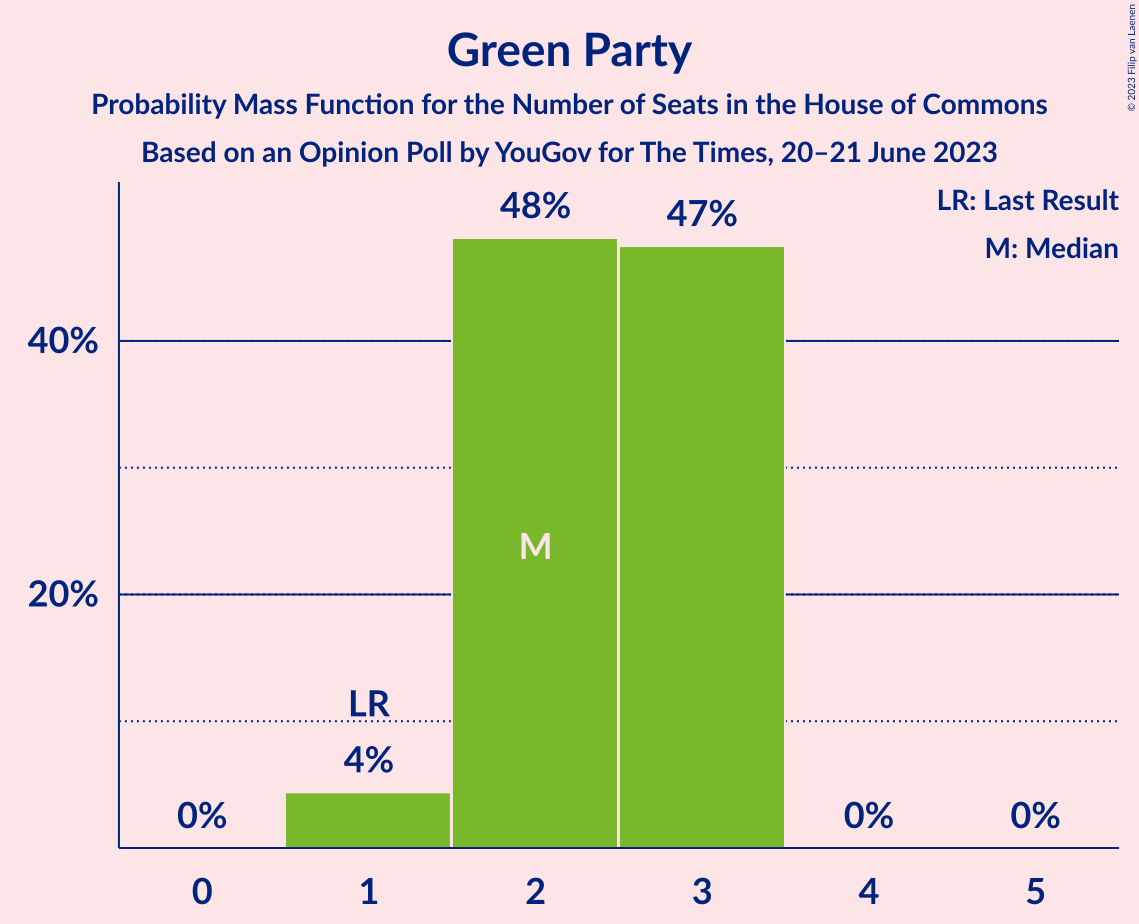 Green Party
Probability Mass Function for the Number of Seats in the House of Commons
Based on an Opinion Poll by YouGov for The Times, 20–21 June 2023
© 2023 Filip van Laenen
LR: Last Result
M: Median
48%
47%
40%
M
20%
LR
4%
0%
0%
0%
0
1
2
3
4
5